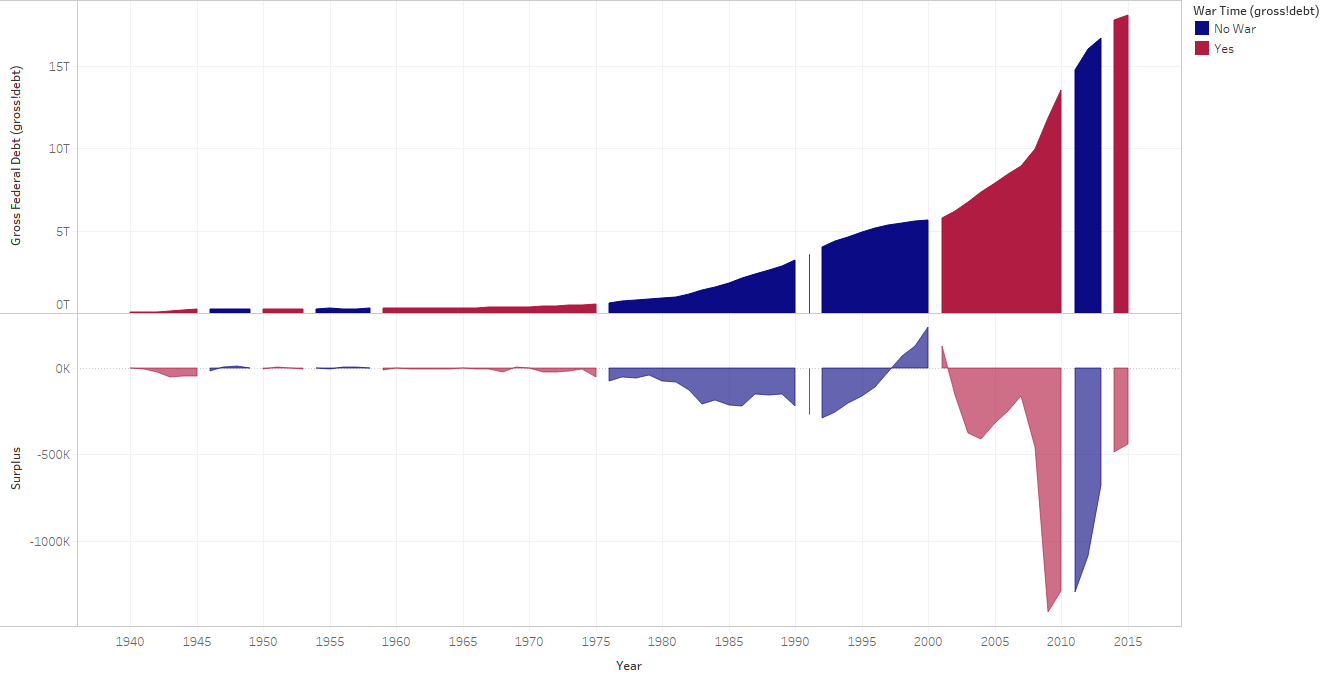 War Time (gross!debt)
No War
Yes
Gross Federal Debt (gross!debt)
15T
10T
5T
0T
Surplus
0K
-500K
-1000K
1940 1945 1950 1955 1960 1965 1970 1975 1980 1985 1990 1995 2000 2005 2010 2015
Year